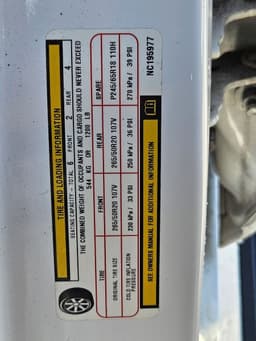 TIRE AND LOADING INFORMATION
SEATING CAPACITY - TOTAL 6 FRONT 2 REAR 4
THE COMBINED WEIGHT OF OCCUPANTS AND CARGO SHOULD NEVER EXCEED
544 KG OR 1200 LB
TIRE FRONT REAR SPARE
ORIGINAL TIRE SIZE 265/50R20 107V 265/50R20 107V P245/65R18 110H
COLD TIRE INFLATION PRESSURE 230 kPa / 33 PSI 250 kPa / 36 PSI 270 kPa / 39 PSI
SEE OWNERS MANUAL FOR ADDITIONAL INFORMATION
NC195977